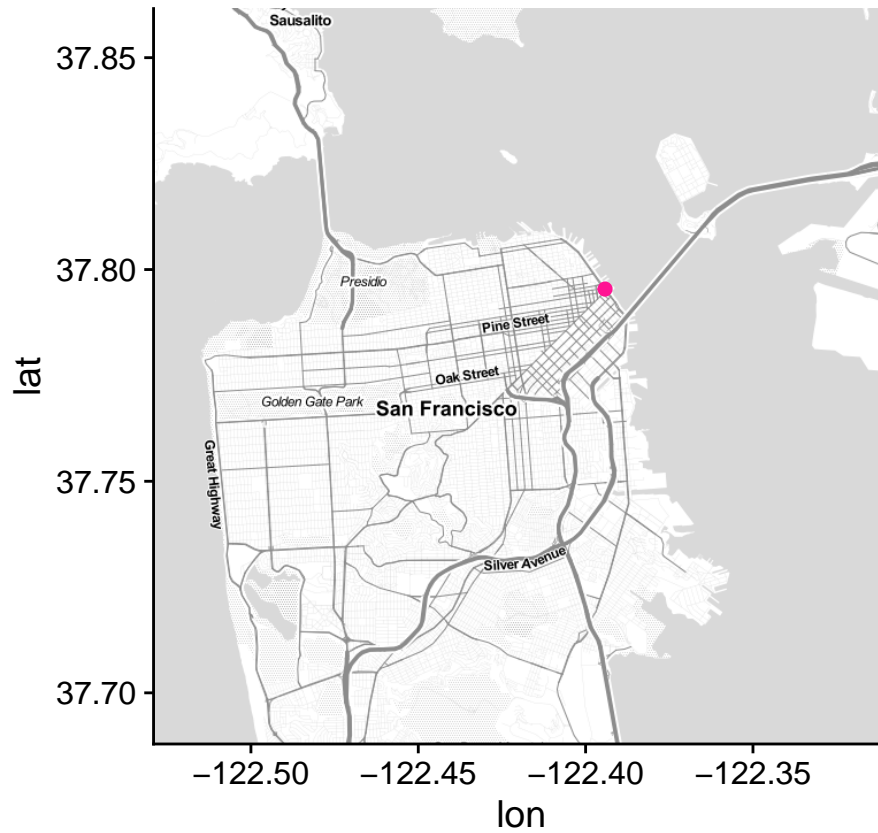 Sausalito
37.85
37.80
Presidio
Pine Street
Oak Street
Golden Gate Park
San Francisco
lat
37.75
Great Highway
Silver Avenue
37.70
−122.50
−122.45
−122.40
−122.35
lon